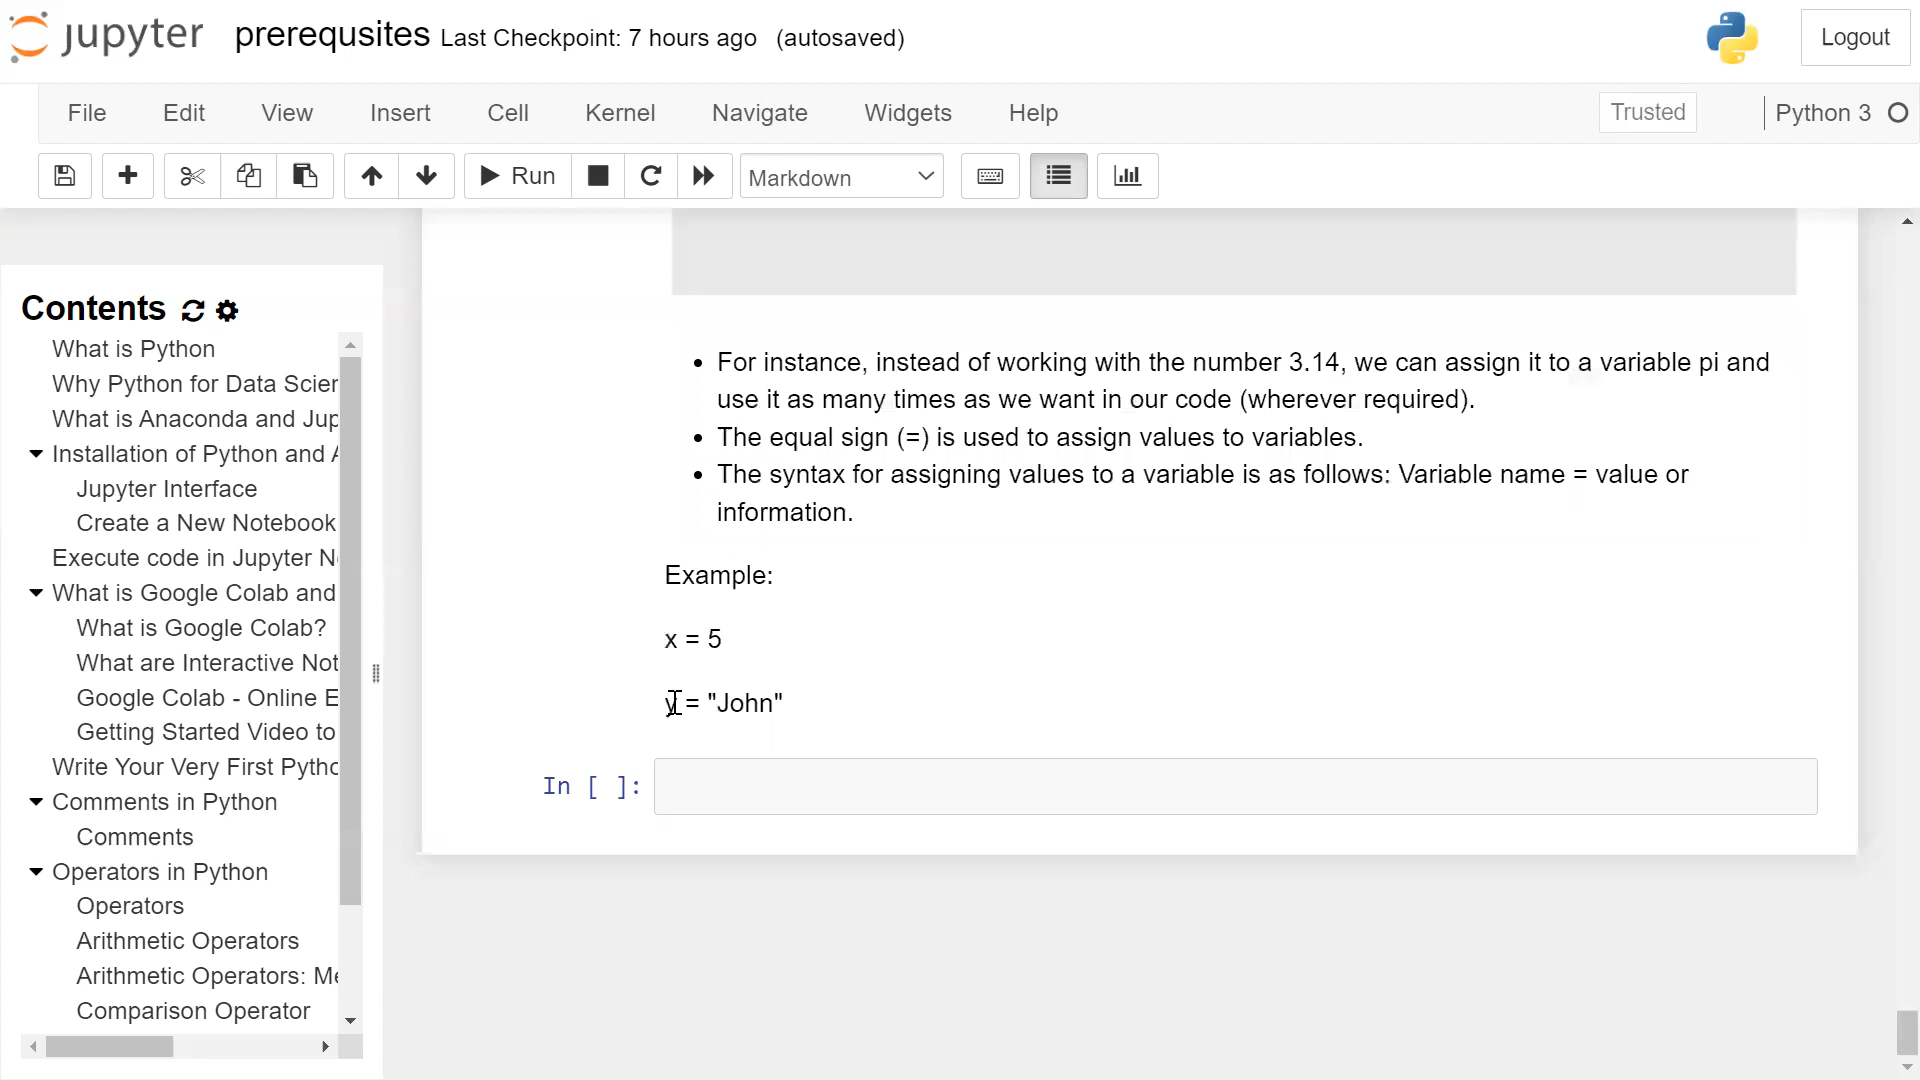 jupyter prerequsites Last Checkpoint: 7 hours ago (autosaved) Logout
File Edit View Insert Cell Kernel Navigate Widgets Help Trusted Python 3
Run Markdown
Contents
What is Python
Why Python for Data Scien
What is Anaconda and Jup
Installation of Python and A
Jupyter Interface
Create a New Notebook
Execute code in Jupyter N
What is Google Colab and
What is Google Colab?
What are Interactive Not
Google Colab - Online E
Getting Started Video to
Write Your Very First Pytho
Comments in Python
Comments
Operators in Python
Operators
Arithmetic Operators
Arithmetic Operators: Me
Comparison Operator
• For instance, instead of working with the number 3.14, we can assign it to a variable pi and
use it as many times as we want in our code (wherever required).
• The equal sign (=) is used to assign values to variables.
• The syntax for assigning values to a variable is as follows: Variable name = value or
information.
Example:
x = 5
y = "John"
In [ ]: